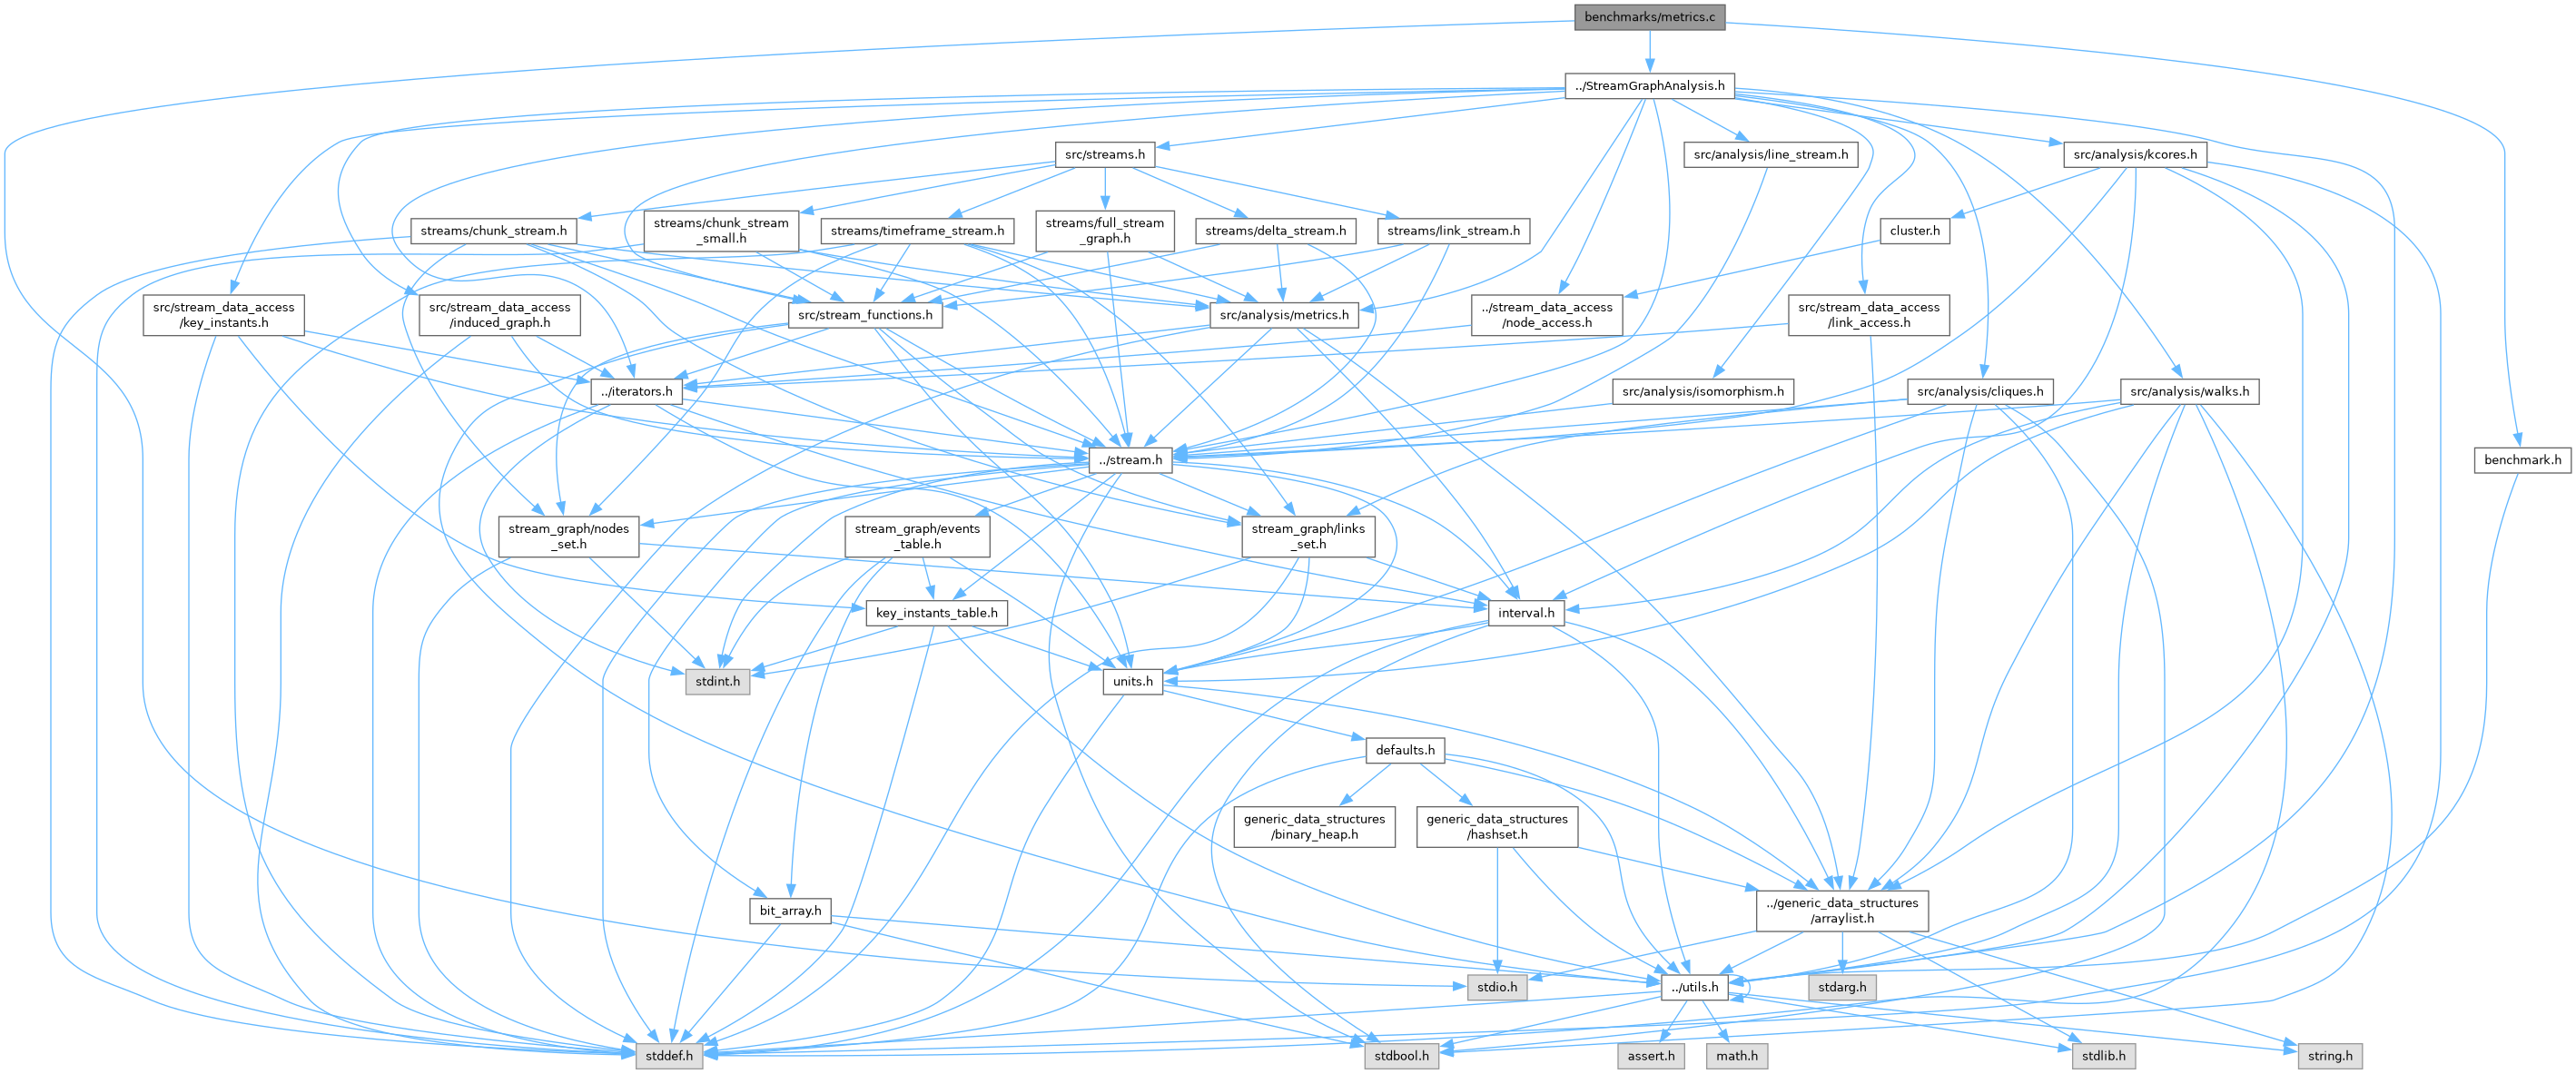 benchmarks/metrics.c
../StreamGraphAnalysis.h
src/streams.h
src/analysis/line_stream.h
src/analysis/kcores.h
streams/chunk_stream.h
streams/chunk_stream
_small.h
streams/timeframe_stream.h
streams/full_stream
_graph.h
streams/delta_stream.h
streams/link_stream.h
cluster.h
src/stream_data_access
/key_instants.h
src/stream_data_access
/induced_graph.h
src/stream_functions.h
src/analysis/metrics.h
../stream_data_access
/node_access.h
src/stream_data_access
/link_access.h
../iterators.h
src/analysis/isomorphism.h
src/analysis/cliques.h
src/analysis/walks.h
../stream.h
benchmark.h
stream_graph/nodes
_set.h
stream_graph/events
_table.h
stream_graph/links
_set.h
key_instants_table.h
interval.h
stdint.h
units.h
defaults.h
generic_data_structures
/binary_heap.h
generic_data_structures
/hashset.h
bit_array.h
../generic_data_structures
/arraylist.h
stdio.h
../utils.h
stdarg.h
stddef.h
stdbool.h
assert.h
math.h
stdlib.h
string.h